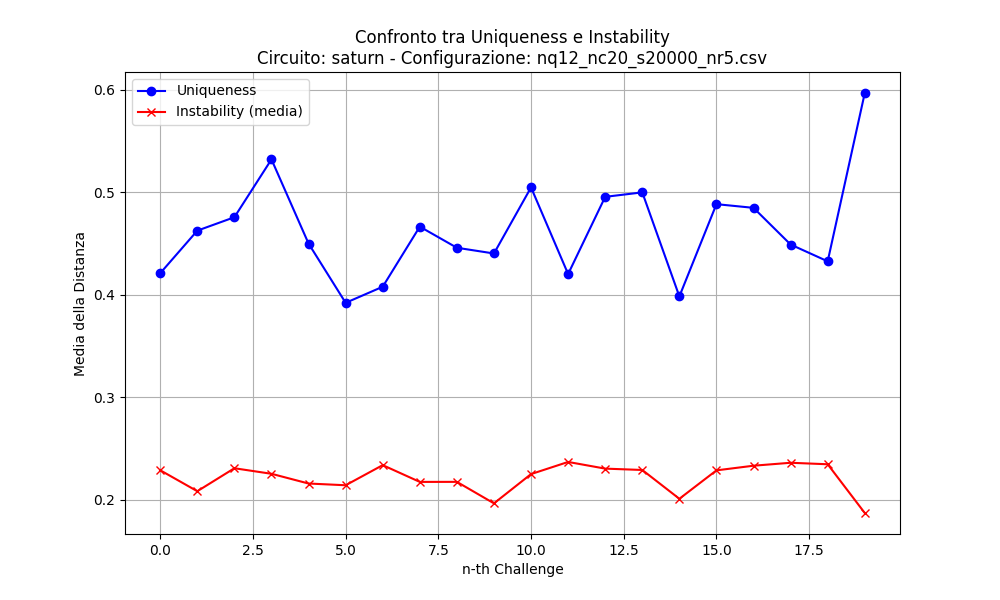 Confronto tra Uniqueness e Instability
Circuito: saturn - Configurazione: nq12_nc20_s20000_nr5.csv
Uniqueness
Instability (media)
Media della Distanza
0.6
0.5
0.4
0.3
0.2
0.0
2.5
5.0
7.5
10.0
12.5
15.0
17.5
n-th Challenge